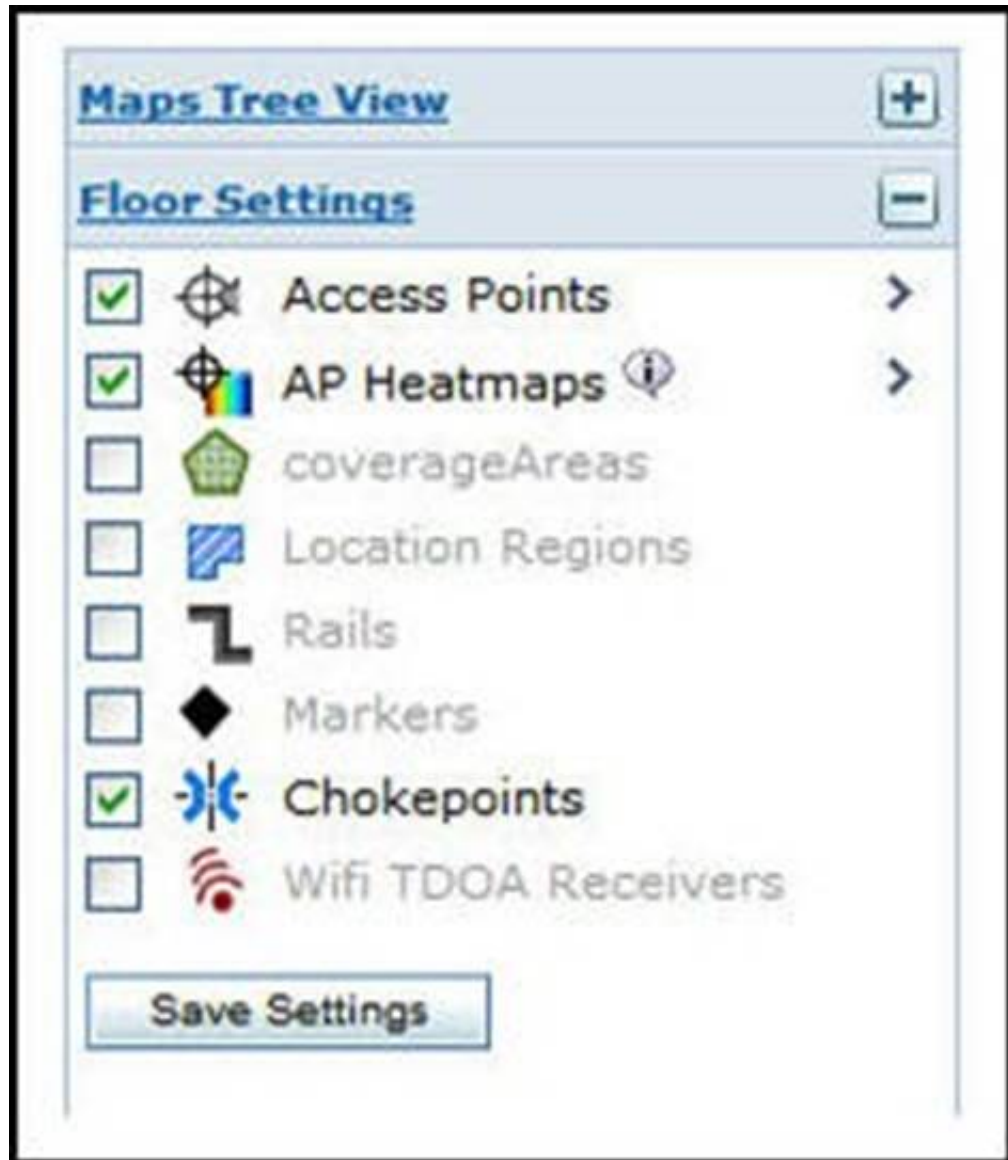 Maps Tree View
Floor Settings
Access Points
AP Heatmaps
coverageAreas
Location Regions
Rails
Markers
Chokepoints
Wifi TDOA Receivers
Save Settings